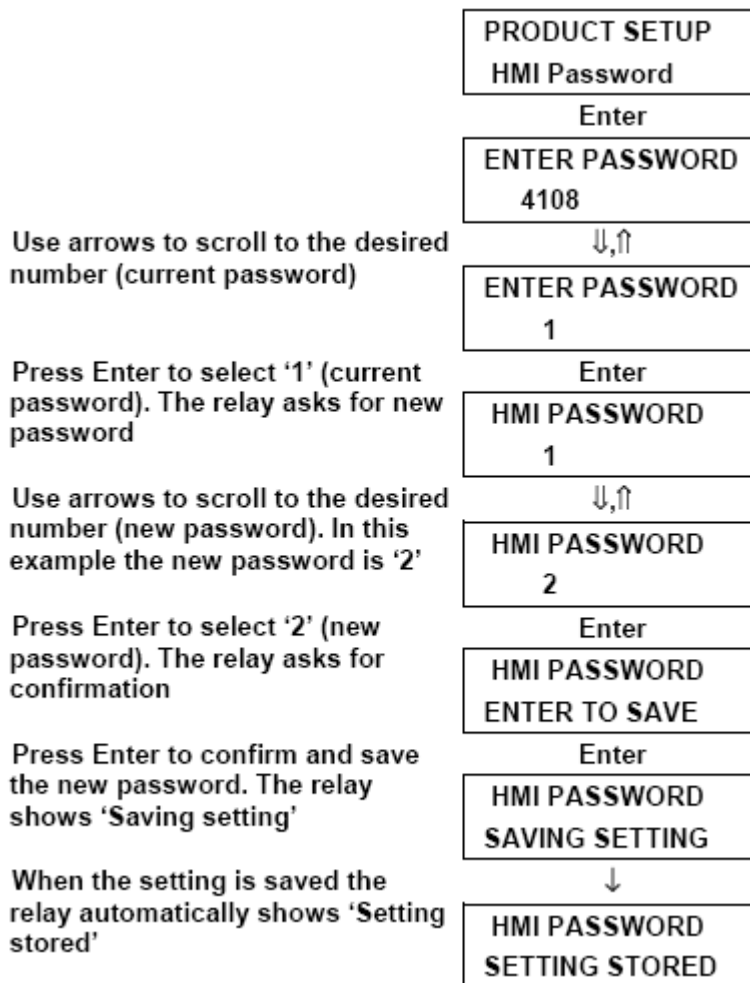 PRODUCT SETUP
HMI Password
Enter
ENTER PASSWORD
4108
Use arrows to scroll to the desired
number (current password)
⇓,⇑
ENTER PASSWORD
1
Press Enter to select ‘1’ (current
password). The relay asks for new
password
Enter
HMI PASSWORD
1
Use arrows to scroll to the desired
number (new password). In this
example the new password is ‘2’
⇓,⇑
HMI PASSWORD
2
Press Enter to select ‘2’ (new
password). The relay asks for
confirmation
Enter
HMI PASSWORD
ENTER TO SAVE
Press Enter to confirm and save
the new password. The relay
shows ‘Saving setting’
Enter
HMI PASSWORD
SAVING SETTING
When the setting is saved the
relay automatically shows ‘Setting
stored’
↓
HMI PASSWORD
SETTING STORED